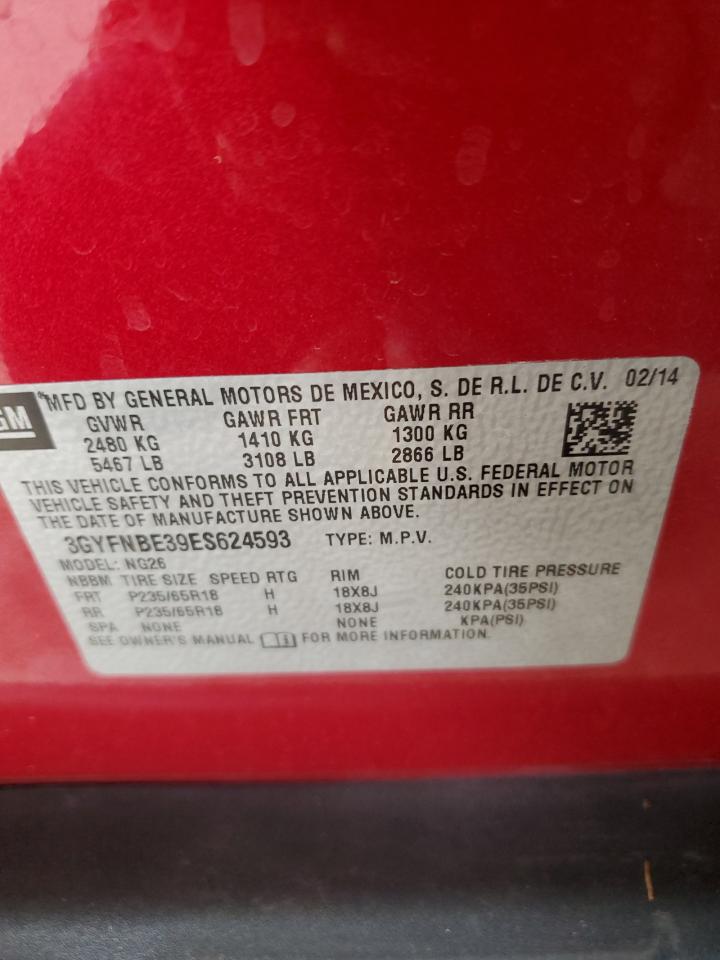 GM
MFD BY GENERAL MOTORS DE MEXICO, S. DE R.L. DE C.V. 02/14
GVWR GAWR FRT GAWR RR
2480 KG 1410 KG 1300 KG
5467 LB 3108 LB 2866 LB
THIS VEHICLE CONFORMS TO ALL APPLICABLE U.S. FEDERAL MOTOR
VEHICLE SAFETY AND THEFT PREVENTION STANDARDS IN EFFECT ON
THE DATE OF MANUFACTURE SHOWN ABOVE.
3GYFNBE39ES624593 TYPE: M.P.V.
MODEL: NG26
NBBM TIRE SIZE SPEED RTG RIM COLD TIRE PRESSURE
FRT P235/65R18 H 18X8J 240KPA(35PSI)
RR P235/65R18 H 18X8J 240KPA(35PSI)
SPA NONE NONE KPA(PSI)
SEE OWNER'S MANUAL FOR MORE INFORMATION.